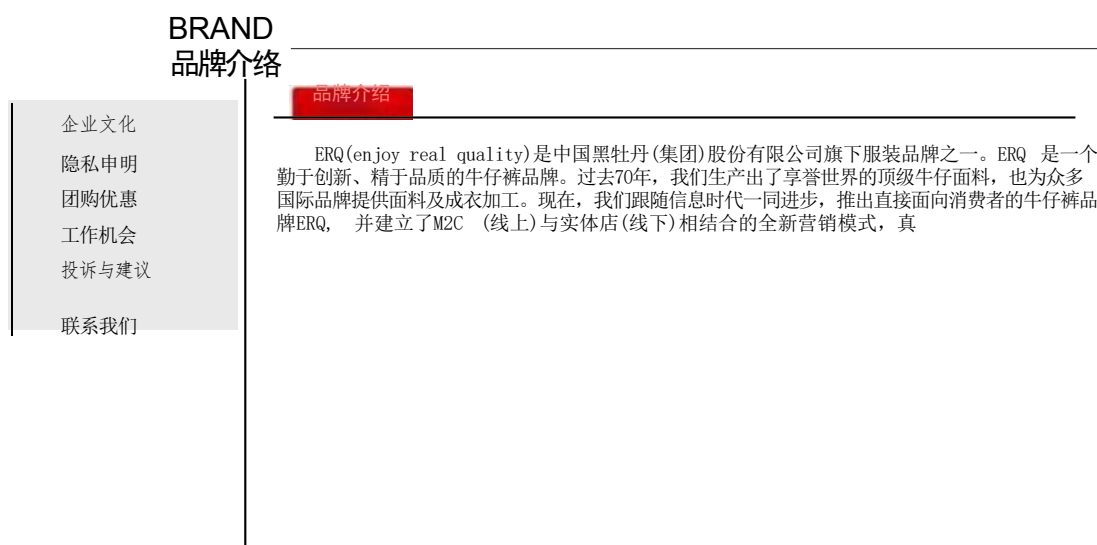 BRAND
品牌介络
品牌介绍
企业文化
隐私申明
团购优惠
工作机会
投诉与建议
联系我们
ERQ(enjoy real quality)是中国黑牡丹(集团)股份有限公司旗下服装品牌之一。ERQ 是一个
勤于创新、精于品质的牛仔裤品牌。过去70年，我们生产出了享誉世界的顶级牛仔面料，也为众多
国际品牌提供面料及成衣加工。现在，我们跟随信息时代一同进步，推出直接面向消费者的牛仔裤品
牌ERQ, 并建立了M2C (线上)与实体店(线下)相结合的全新营销模式，真